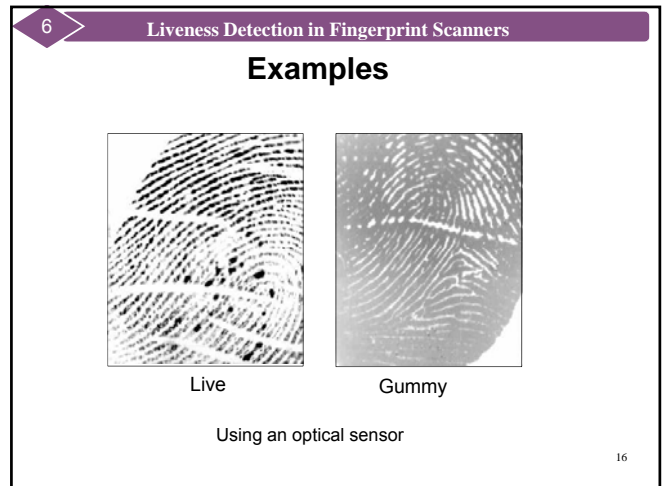 6
Liveness Detection in Fingerprint Scanners
Examples
Live
Gummy
Using an optical sensor
16